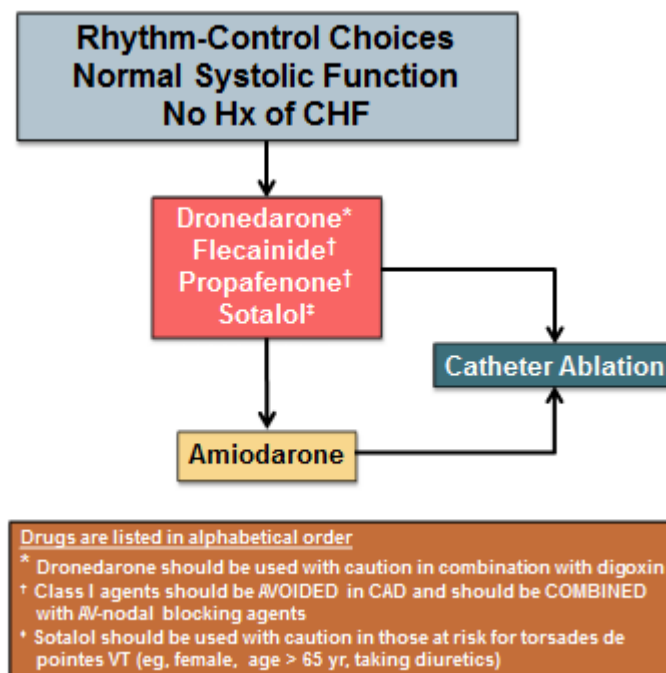 Rhythm-Control Choices
Normal Systolic Function
No Hx of CHF
Dronedarone*
Flecainide†
Propafenone†
Sotalol‡
Catheter Ablation
Amiodarone
Drugs are listed in alphabetical order
* Dronedarone should be used with caution in combination with digoxin
† Class I agents should be AVOIDED in CAD and should be COMBINED
with AV-nodal blocking agents
‡ Sotalol should be used with caution in those at risk for torsades de
pointes VT (eg, female, age > 65 yr, taking diuretics)